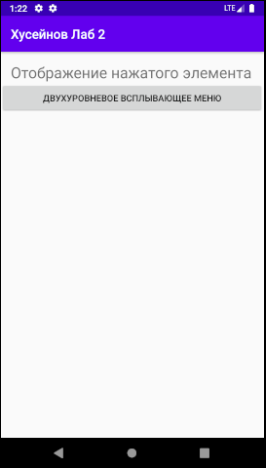 1:22 LTE
Хусейнов Лаб 2
Отображение нажатого элемента
ДВУХУРОВНЕВОЕ ВСПЛЫВАЮЩЕЕ МЕНЮ